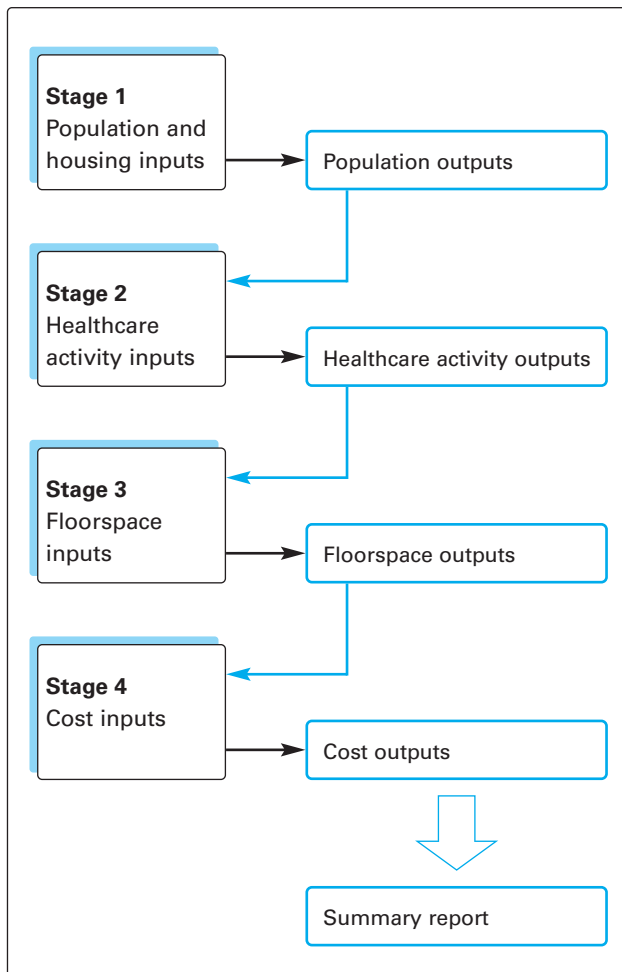 Stage 1
Population and
housing inputs
Population outputs
Stage 2
Healthcare
activity inputs
Healthcare activity outputs
Stage 3
Floorspace
inputs
Floorspace outputs
Stage 4
Cost inputs
Cost outputs
Summary report